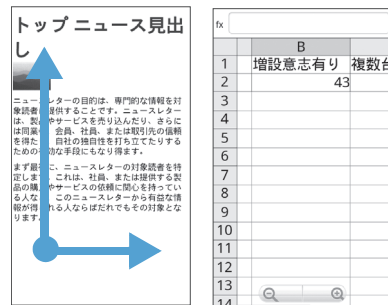 トップ ニュース見出
し
ニュースレターの目的は、専門的な情報を対
象読者に提供することです。ニュースレター
は、製品やサービスを売り込んだり、さらに
は同業者、会員、社員、または取引先の信頼
を得たり、自社の独自性を打ち立てたりする
ための有効な手段にもなり得ます。
まず最初に、ニュースレターの対象読者を特
定します。これは、社員、または提供する製
品の購入やサービスの依頼に関心を持ってい
る人など、このニュースレターから有益な情
報が得られる人ならばだれでもその対象とな
ります。
fx
B
1 増設意志有り 複数台
2 43
3
4
5
6
7
8
9
10
11
12
13
14